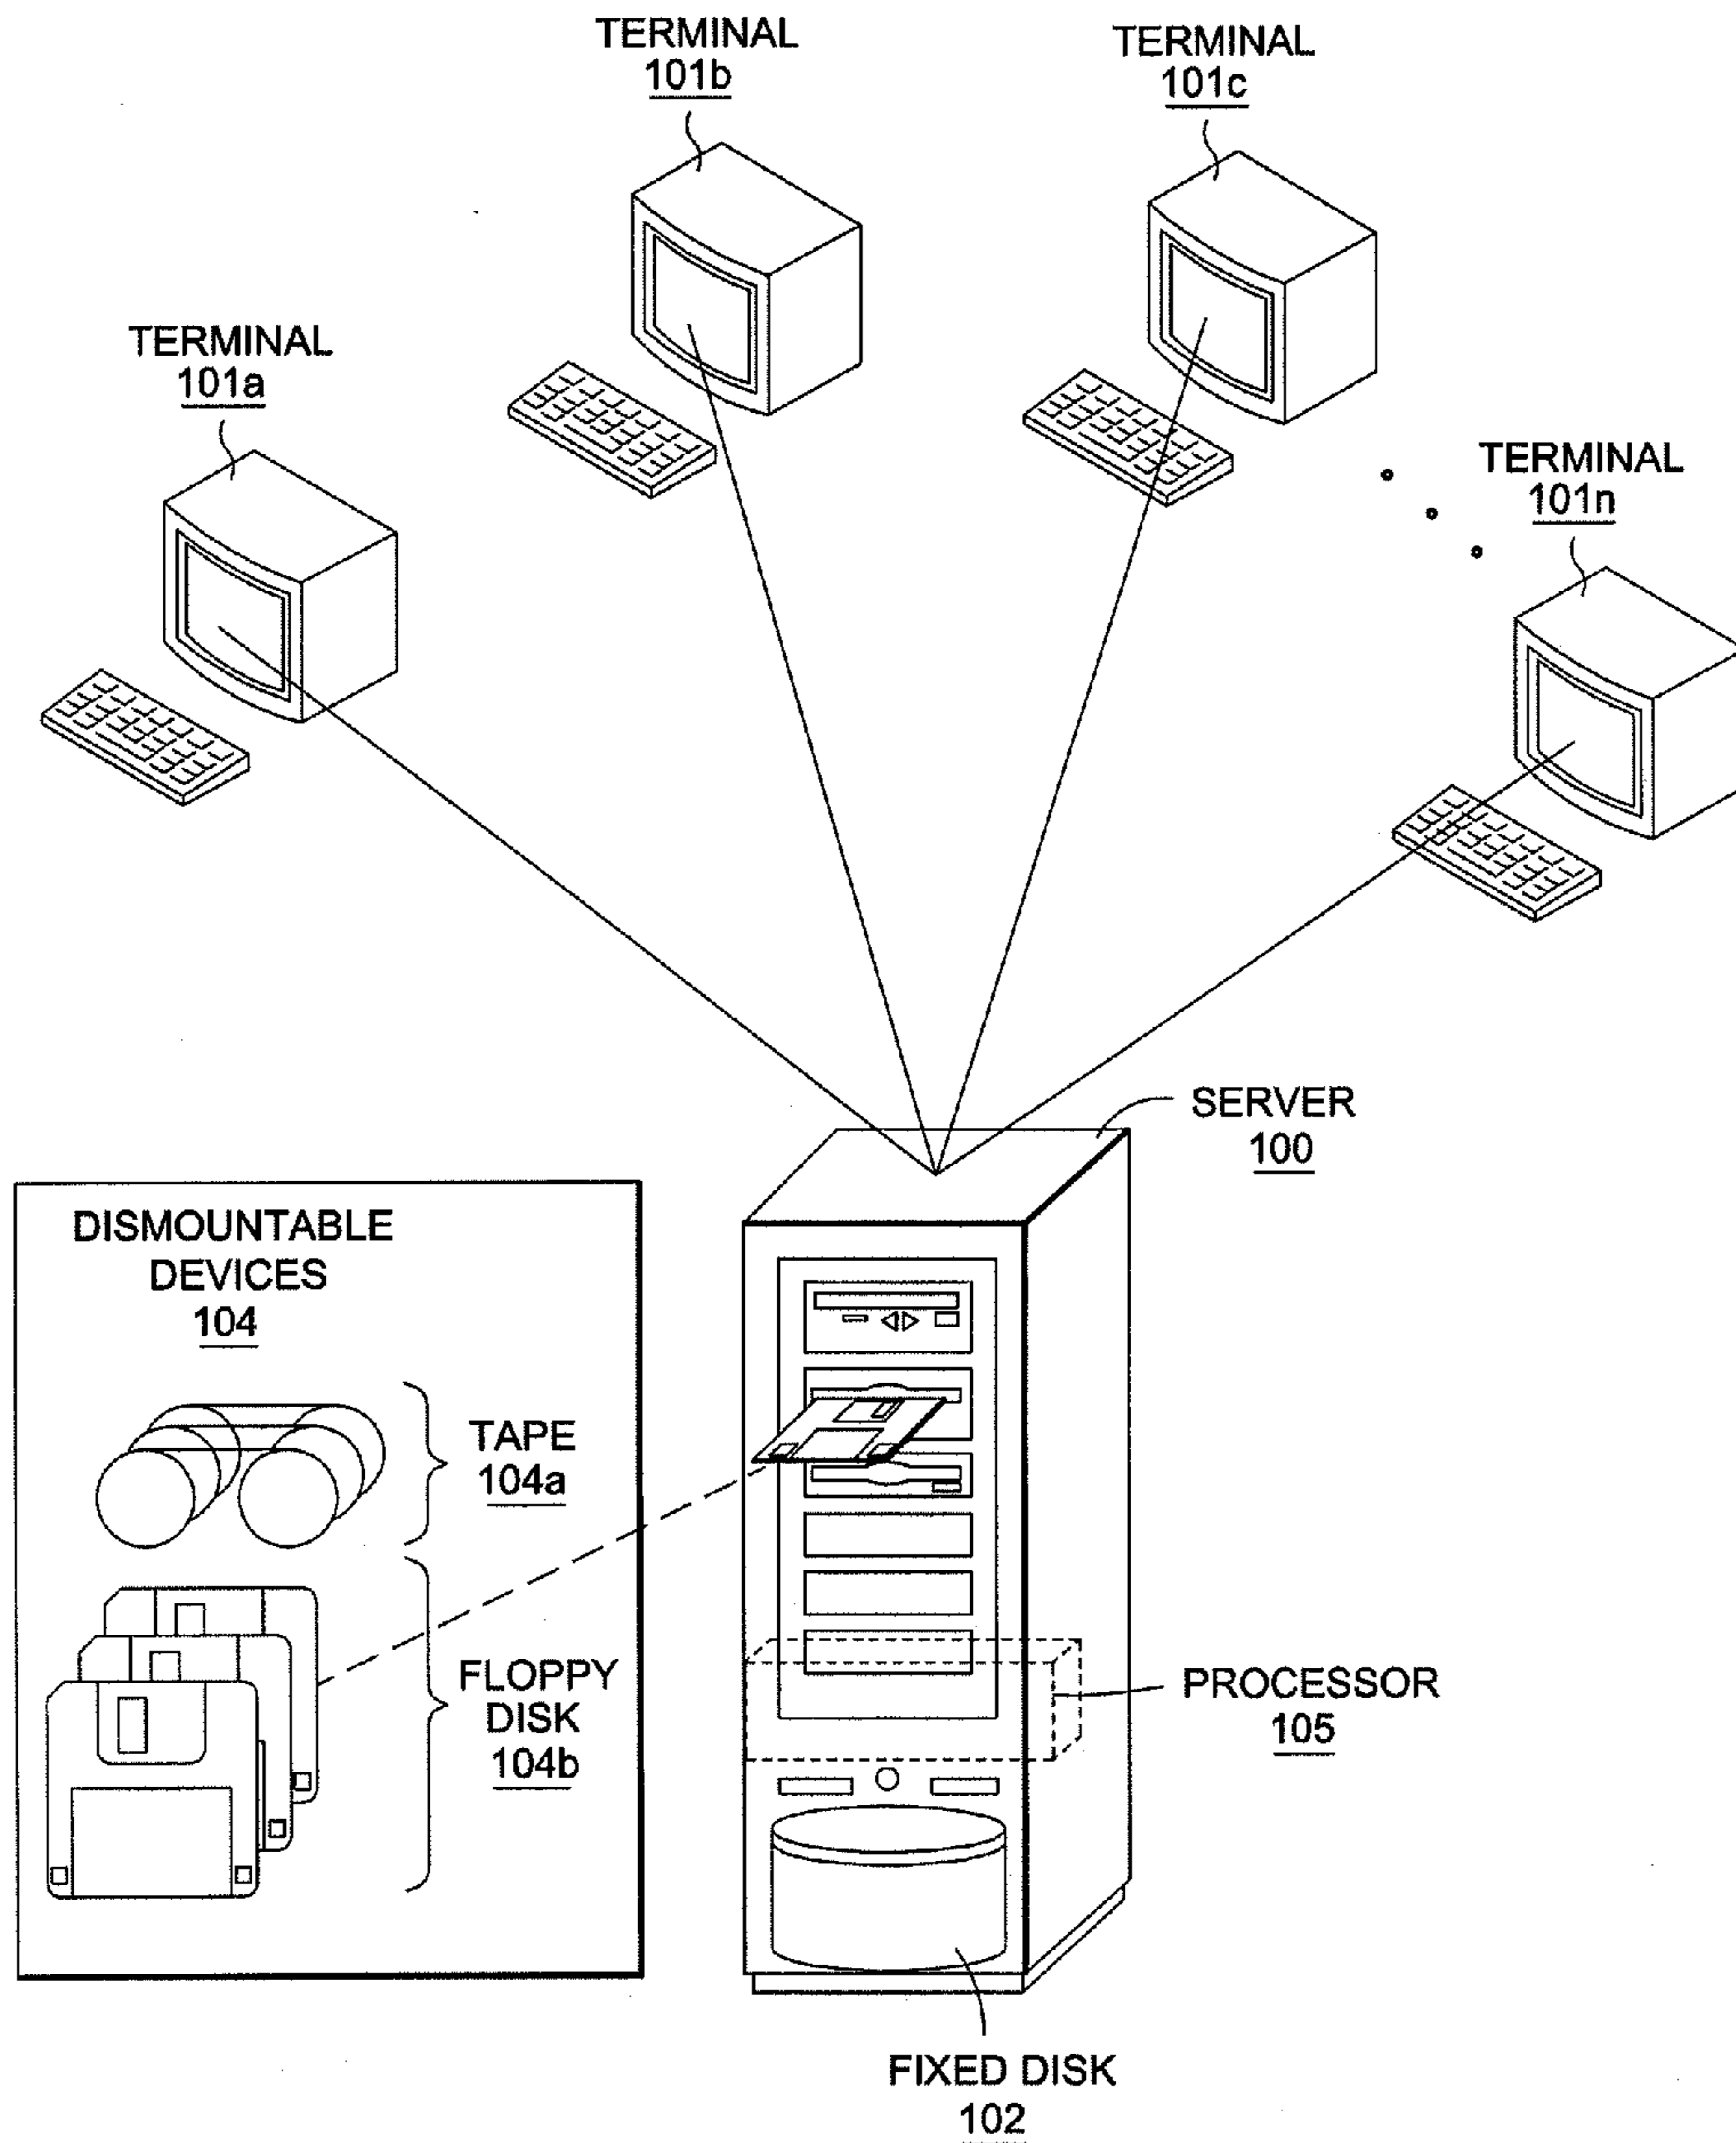 TERMINAL
101b
TERMINAL
101c
TERMINAL
101a
TERMINAL
101n
SERVER
100
DISMOUNTABLE
DEVICES
104
TAPE
104a
FLOPPY
DISK
104b
PROCESSOR
105
FIXED DISK
102